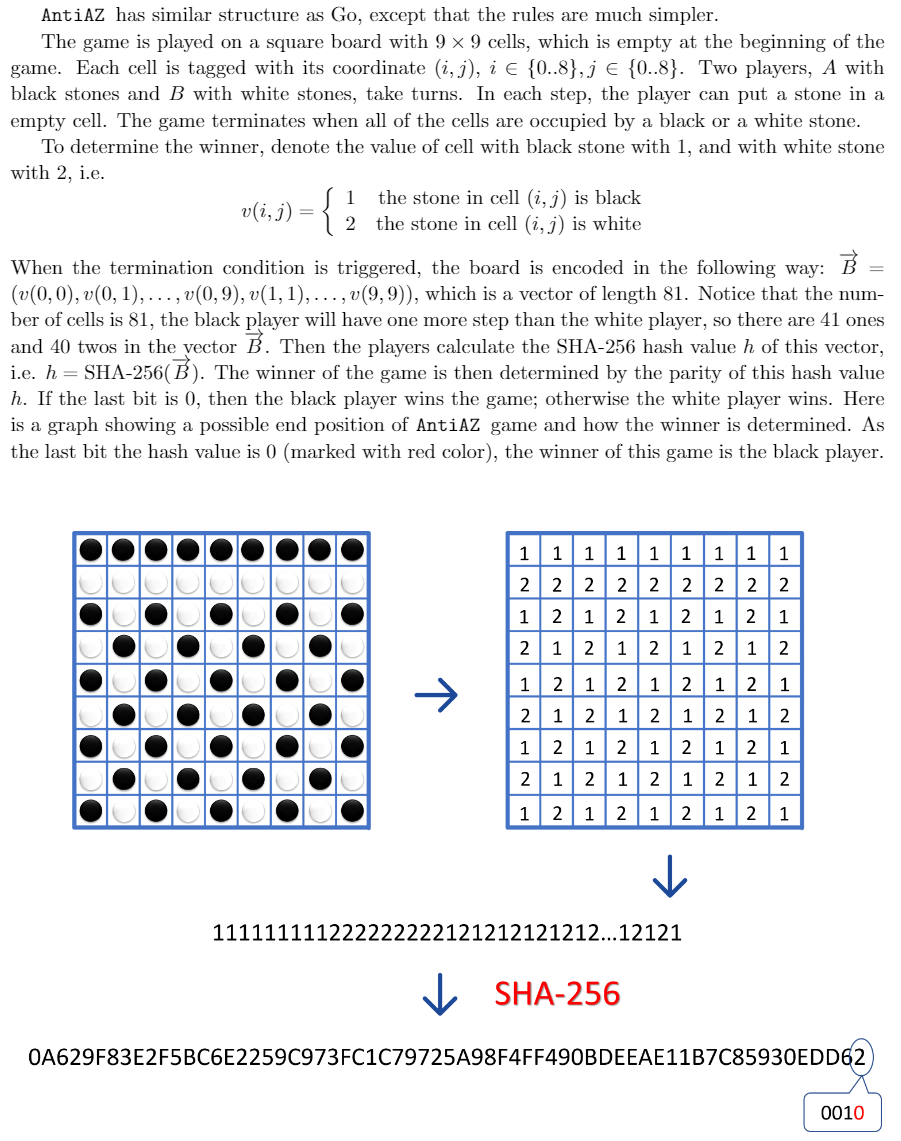 AntiAZ has similar structure as Go, except that the rules are much simpler.
The game is played on a square board with 9 × 9 cells, which is empty at the beginning of the
game. Each cell is tagged with its coordinate (i, j), i ∈ {0..8}, j ∈ {0..8}. Two players, A with
black stones and B with white stones, take turns. In each step, the player can put a stone in a
empty cell. The game terminates when all of the cells are occupied by a black or a white stone.
To determine the winner, denote the value of cell with black stone with 1, and with white stone
with 2, i.e.
v(i, j) = { 1 the stone in cell (i, j) is black
2 the stone in cell (i, j) is white
When the termination condition is triggered, the board is encoded in the following way: B⃗ =
(v(0, 0), v(0, 1), . . . , v(0, 9), v(1, 1), . . . , v(9, 9)), which is a vector of length 81. Notice that the num-
ber of cells is 81, the black player will have one more step than the white player, so there are 41 ones
and 40 twos in the vector B⃗. Then the players calculate the SHA-256 hash value h of this vector,
i.e. h = SHA-256(B⃗). The winner of the game is then determined by the parity of this hash value
h. If the last bit is 0, then the black player wins the game; otherwise the white player wins. Here
is a graph showing a possible end position of AntiAZ game and how the winner is determined. As
the last bit the hash value is 0 (marked with red color), the winner of this game is the black player.
1 1 1 1 1 1 1 1 1
2 2 2 2 2 2 2 2 2
1 2 1 2 1 2 1 2 1
2 1 2 1 2 1 2 1 2
1 2 1 2 1 2 1 2 1
2 1 2 1 2 1 2 1 2
1 2 1 2 1 2 1 2 1
2 1 2 1 2 1 2 1 2
1 2 1 2 1 2 1 2 1
111111111222222222121212121212...12121
SHA-256
0A629F83E2F5BC6E2259C973FC1C79725A98F4FF490BDEEAE11B7C85930EDD62
0010